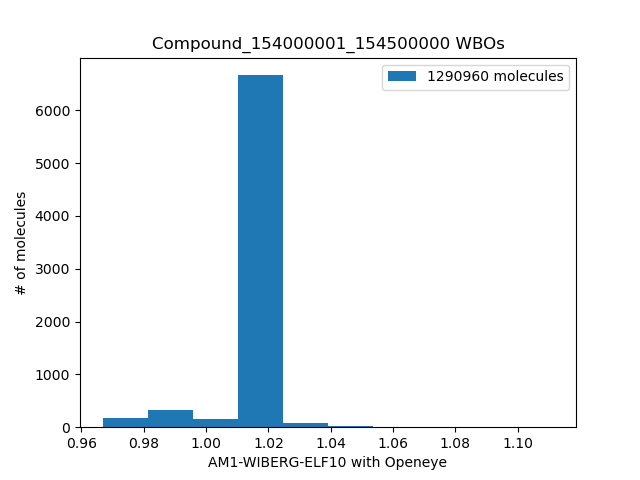 Compound_154000001_154500000 WBOs
1290960 molecules
# of molecules
6000
5000
4000
3000
2000
1000
0
0.96 0.98 1.00 1.02 1.04 1.06 1.08 1.10
AM1-WIBERG-ELF10 with Openeye